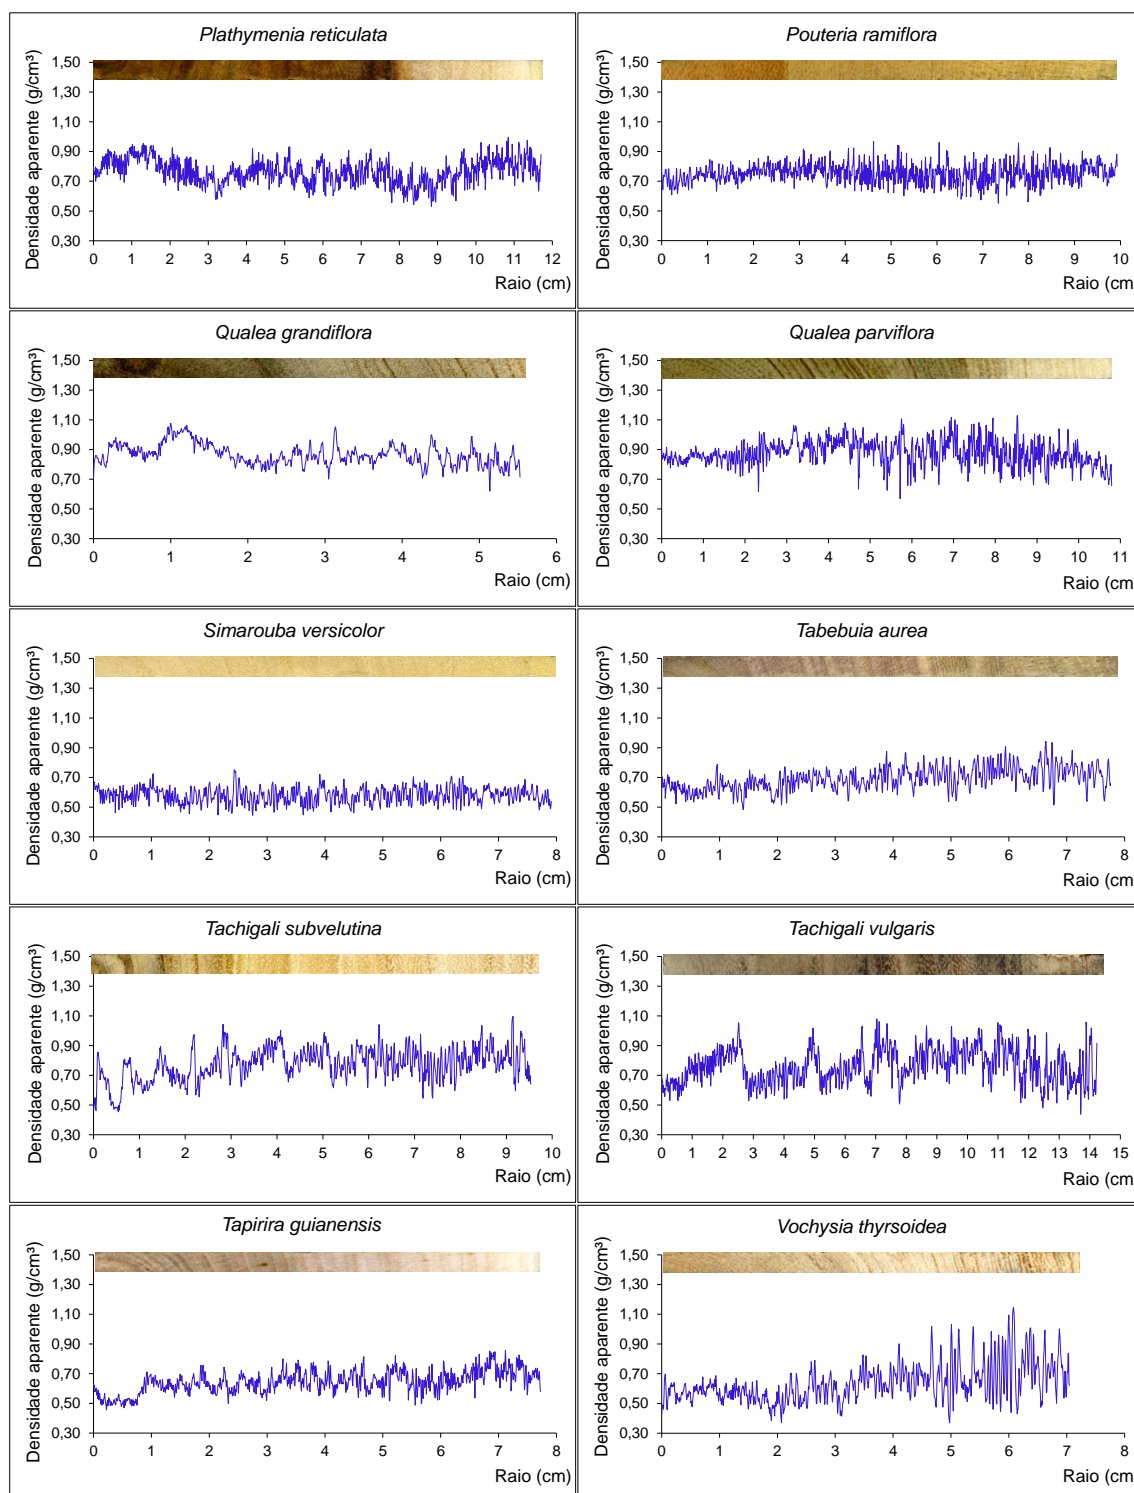 Plathymenia reticulata
Densidade aparente (g/cm³)
1,50
1,30
1,10
0,90
0,70
0,50
0,30
0 1 2 3 4 5 6 7 8 9 10 11 12
Raio (cm)
Pouteria ramiflora
Densidade aparente (g/cm³)
1,50
1,30
1,10
0,90
0,70
0,50
0,30
0 1 2 3 4 5 6 7 8 9 10
Raio (cm)
Qualea grandiflora
Densidade aparente (g/cm³)
1,50
1,30
1,10
0,90
0,70
0,50
0,30
0 1 2 3 4 5 6
Raio (cm)
Qualea parviflora
Densidade aparente (g/cm³)
1,50
1,30
1,10
0,90
0,70
0,50
0,30
0 1 2 3 4 5 6 7 8 9 10 11
Raio (cm)
Simarouba versicolor
Densidade aparente (g/cm³)
1,50
1,30
1,10
0,90
0,70
0,50
0,30
0 1 2 3 4 5 6 7 8
Raio (cm)
Tabebuia aurea
Densidade aparente (g/cm³)
1,50
1,30
1,10
0,90
0,70
0,50
0,30
0 1 2 3 4 5 6 7 8
Raio (cm)
Tachigali subvelutina
Densidade aparente (g/cm³)
1,50
1,30
1,10
0,90
0,70
0,50
0,30
0 1 2 3 4 5 6 7 8 9 10
Raio (cm)
Tachigali vulgaris
Densidade aparente (g/cm³)
1,50
1,30
1,10
0,90
0,70
0,50
0,30
0 1 2 3 4 5 6 7 8 9 10 11 12 13 14 15
Raio (cm)
Tapirira guianensis
Densidade aparente (g/cm³)
1,50
1,30
1,10
0,90
0,70
0,50
0,30
0 1 2 3 4 5 6 7 8
Raio (cm)
Vochysia thyrsoidea
Densidade aparente (g/cm³)
1,50
1,30
1,10
0,90
0,70
0,50
0,30
0 1 2 3 4 5 6 7 8
Raio (cm)